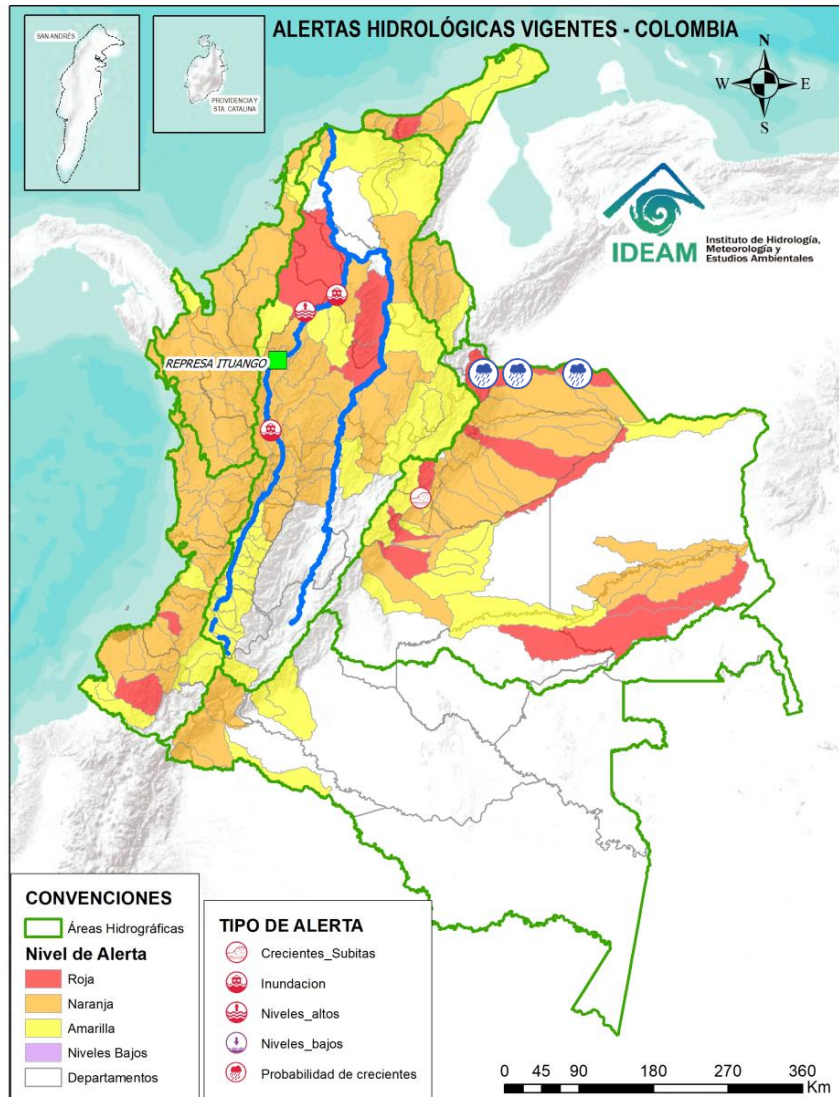 ALERTAS HIDROLÓGICAS VIGENTES - COLOMBIA
SAN ANDRÉS
PROVIDENCIA Y
STA. CATALINA
N
W
E
S
IDEAM
Instituto de Hidrología,
Meteorología y
Estudios Ambientales
REPRESA ITUANGO
CONVENCIONES
Áreas Hidrográficas
Nivel de Alerta
Roja
Naranja
Amarilla
Niveles Bajos
Departamentos
TIPO DE ALERTA
Crecientes_Subitas
Inundacion
Niveles_altos
Niveles_bajos
Probabilidad de crecientes
0 45 90 180 270 360
Km